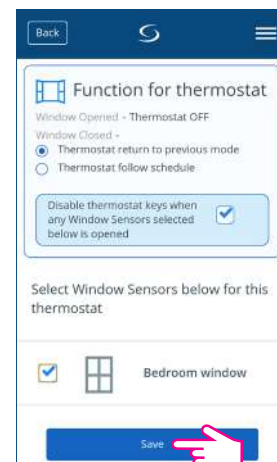 Back
Function for thermostat
Window Opened - Thermostat OFF
Window Closed -
Thermostat return to previous mode
Thermostat follow schedule
Disable thermostat keys when
any Window Sensors selected
below is opened
Select Window Sensors below for this
thermostat
Bedroom window
Save